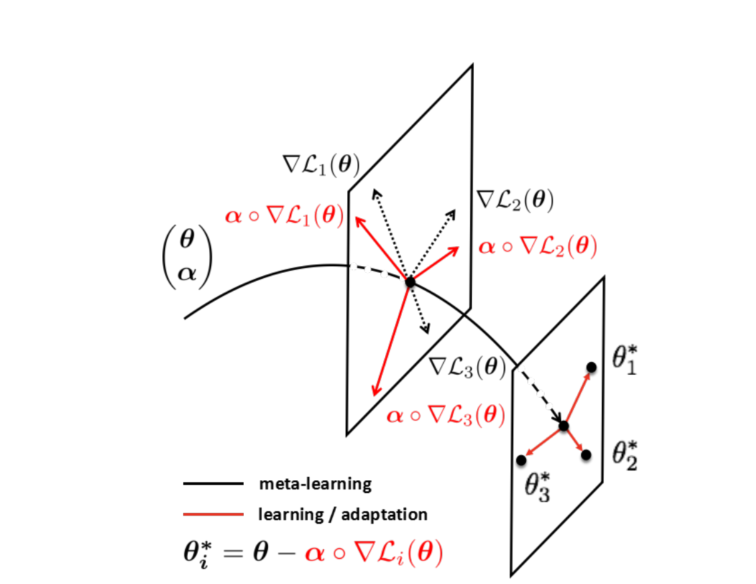 ∇ℒ₁(θ)
∇ℒ₂(θ)
α ∘ ∇ℒ₁(θ)
α ∘ ∇ℒ₂(θ)
(θ
α)
∇ℒ₃(θ)
θ₁*
α ∘ ∇ℒ₃(θ)
θ₂*
θ₃*
meta-learning
learning / adaptation
θᵢ* = θ − α ∘ ∇ℒᵢ(θ)